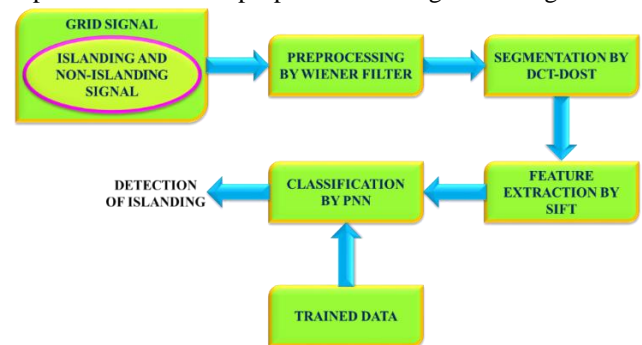 GRID SIGNAL
ISLANDING AND
NON-ISLANDING
SIGNAL
PREPROCESSING
BY WIENER FILTER
SEGMENTATION BY
DCT-DOST
FEATURE
EXTRACTION BY
SIFT
CLASSIFICATION
BY PNN
DETECTION
OF ISLANDING
TRAINED DATA